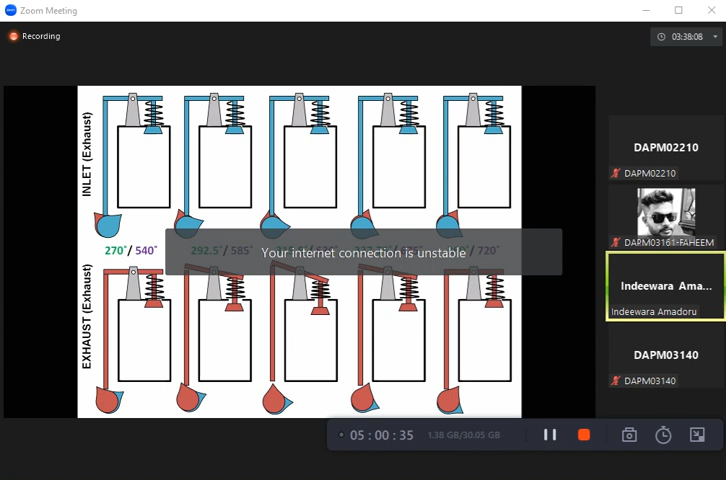 Zoom Meeting
Recording
03:38:08
INLET (Exhaust)
270°/ 540°
292.5°/ 585°
720°
Your internet connection is unstable
EXHAUST (Exhaust)
DAPM02210
DAPM02210
DAPM03161-FAHEEM
Indeewara Ama...
Indeewara Amadoru
DAPM03140
DAPM03140
05:00:35
1.38 GB/30.05 GB